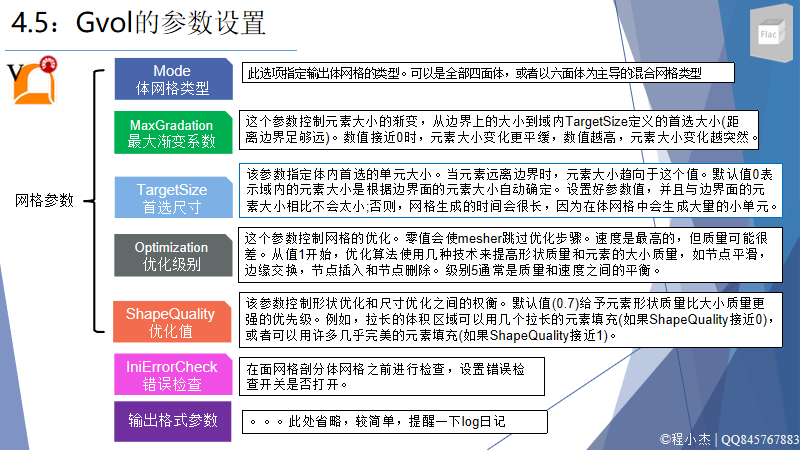 4.5：Gvol的参数设置
Flac
网格参数
Mode
体网格类型
此选项指定输出体网格的类型。可以是全部四面体，或者以六面体为主导的混合网格类型
MaxGradation
最大渐变系数
这个参数控制元素大小的渐变，从边界上的大小到域内TargetSize定义的首选大小(距
离边界足够远)。数值接近0时，元素大小变化更平缓，数值越高，元素大小变化越突然。
TargetSize
首选尺寸
该参数指定体内首选的单元大小。当元素远离边界时，元素大小趋向于这个值。默认值0表
示域内的元素大小是根据边界面的元素大小自动确定。设置好参数值，并且与边界面的元
素大小相比不会太小;否则，网格生成的时间会很长，因为在体网格中会生成大量的小单元。
Optimization
优化级别
这个参数控制网格的优化。零值会使mesher跳过优化步骤。速度是最高的，但质量可能很
差。从值1开始，优化算法使用几种技术来提高形状质量和元素的大小质量，如节点平滑，
边缘交换，节点插入和节点删除。级别5通常是质量和速度之间的平衡。
ShapeQuality
优化值
该参数控制形状优化和尺寸优化之间的权衡。默认值(0.7)给予元素形状质量比大小质量更
强的优先级。例如，拉长的体积区域可以用几个拉长的元素填充(如果ShapeQuality接近0)，
或者可以用许多几乎完美的元素填充(如果ShapeQuality接近1)。
IniErrorCheck
错误检查
在面网格剖分体网格之前进行检查，设置错误检
查开关是否打开。
输出格式参数
。。。此处省略，较简单，提醒一下log日记
©程小杰 | QQ845767883